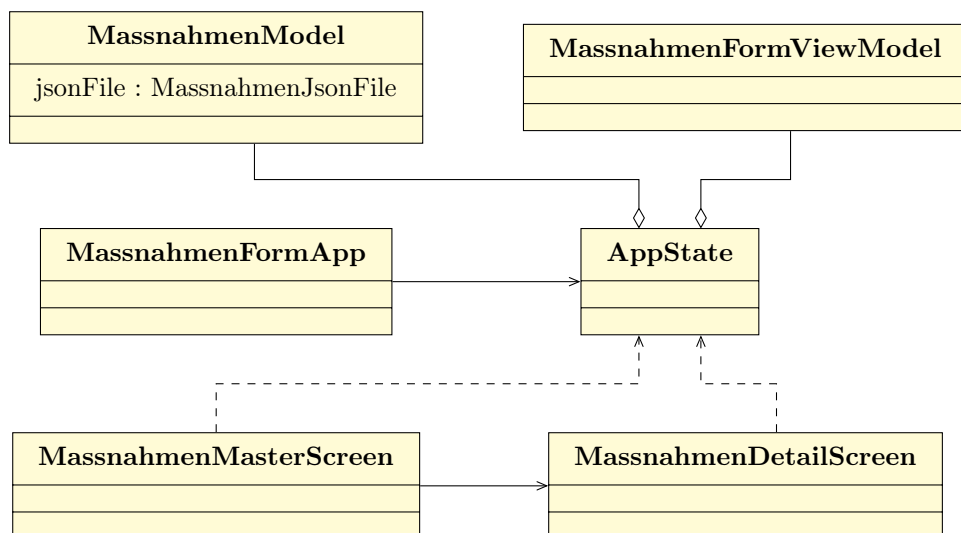 MassnahmenModel
jsonFile : MassnahmenJsonFile
MassnahmenFormViewModel
MassnahmenFormApp
AppState
MassnahmenMasterScreen
MassnahmenDetailScreen